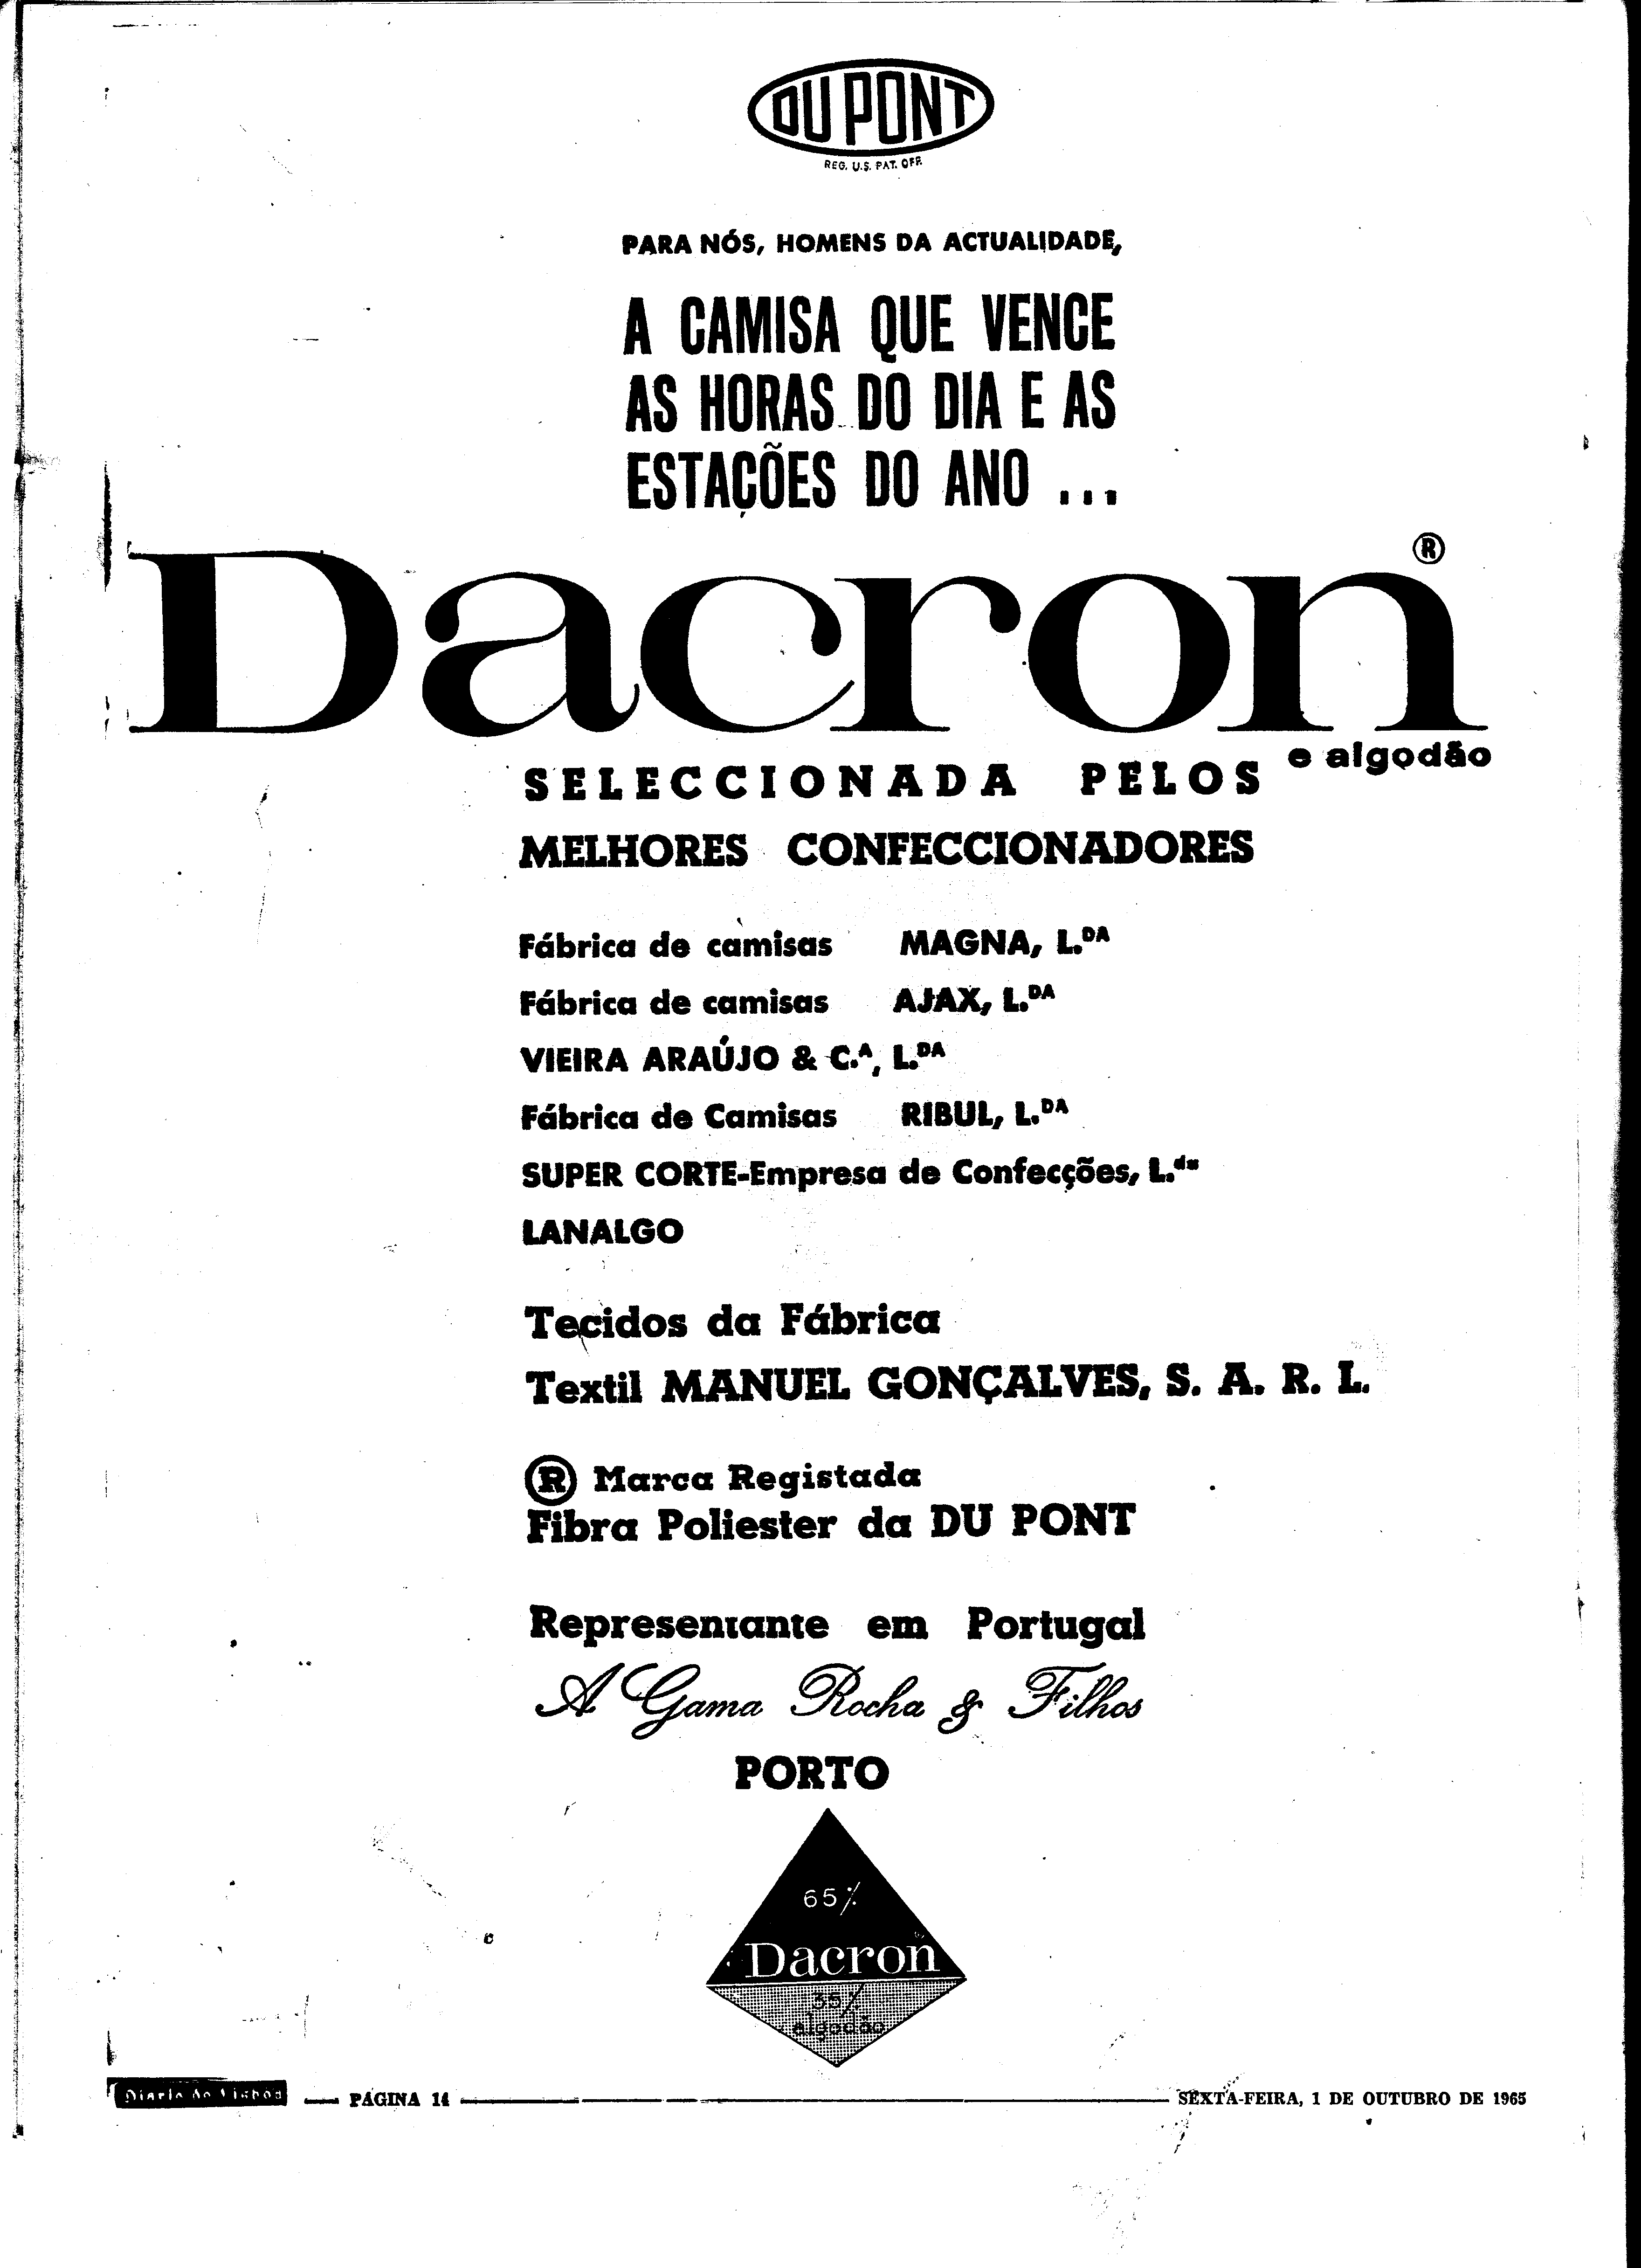 DU PONT
REG. U.S. PAT. OFF.
PARA NÓS, HOMENS DA ACTUALIDADE,
A CAMISA QUE VENCE
AS HORAS DO DIA E AS
ESTAÇÕES DO ANO ...
Dacron®
e algodão
SELECCIONADA PELOS
MELHORES CONFECCIONADORES
Fábrica de camisas MAGNA, L.DA
Fábrica de camisas AJAX, L.DA
VIEIRA ARAÚJO & C.A, L.DA
Fábrica de Camisas RIBUL, L.DA
SUPER CORTE-Empresa de Confecções, L.da
LANALGO
Tecidos da Fábrica
Textil MANUEL GONÇALVES, S. A. R. L.
® Marca Registada
Fibra Poliester da DU PONT
Representante em Portugal
A Gama Rocha & Filhos
PORTO
65%
Dacron
35%
algodão
Diario de Lisboa — PÁGINA 14 — SEXTA-FEIRA, 1 DE OUTUBRO DE 1965